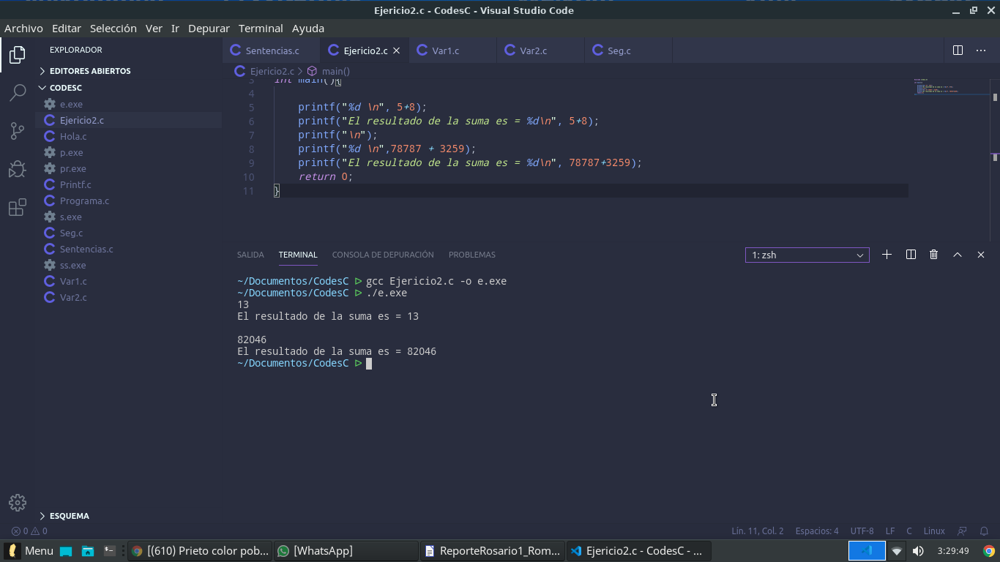 Ejericio2.c - CodesC - Visual Studio Code
Archivo Editar Selección Ver Ir Depurar Terminal Ayuda
EXPLORADOR
EDITORES ABIERTOS
CODESC
e.exe
Ejericio2.c
Hola.c
p.exe
pr.exe
Printf.c
Programa.c
s.exe
Seg.c
Sentencias.c
ss.exe
Var1.c
Var2.c
ESQUEMA
Sentencias.c Ejericio2.c Var1.c Var2.c Seg.c
Ejericio2.c > main()
3 int main(){
4
5 printf("%d \n", 5+8);
6 printf("El resultado de la suma es = %d\n", 5+8);
7 printf("\n");
8 printf("%d \n",78787 + 3259);
9 printf("El resultado de la suma es = %d\n", 78787+3259);
10 return 0;
11 }
SALIDA TERMINAL CONSOLA DE DEPURACIÓN PROBLEMAS 1: zsh
~/Documentos/CodesC ▷ gcc Ejericio2.c -o e.exe
~/Documentos/CodesC ▷ ./e.exe
13
El resultado de la suma es = 13
82046
El resultado de la suma es = 82046
~/Documentos/CodesC ▷
0 0 Lín. 11, Col. 2 Espacios: 4 UTF-8 LF C Linux
Menu [(610) Prieto color pob... [WhatsApp] ReporteRosario1_Rom... Ejericio2.c - CodesC - ... 3:29:49